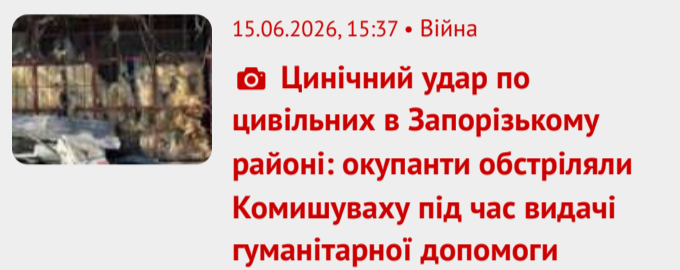 15.06.2026, 15:37 • Війна
Цинічний удар по
цивільних в Запорізькому
районі: окупанти обстріляли
Комишуваху під час видачі
гуманітарної допомоги